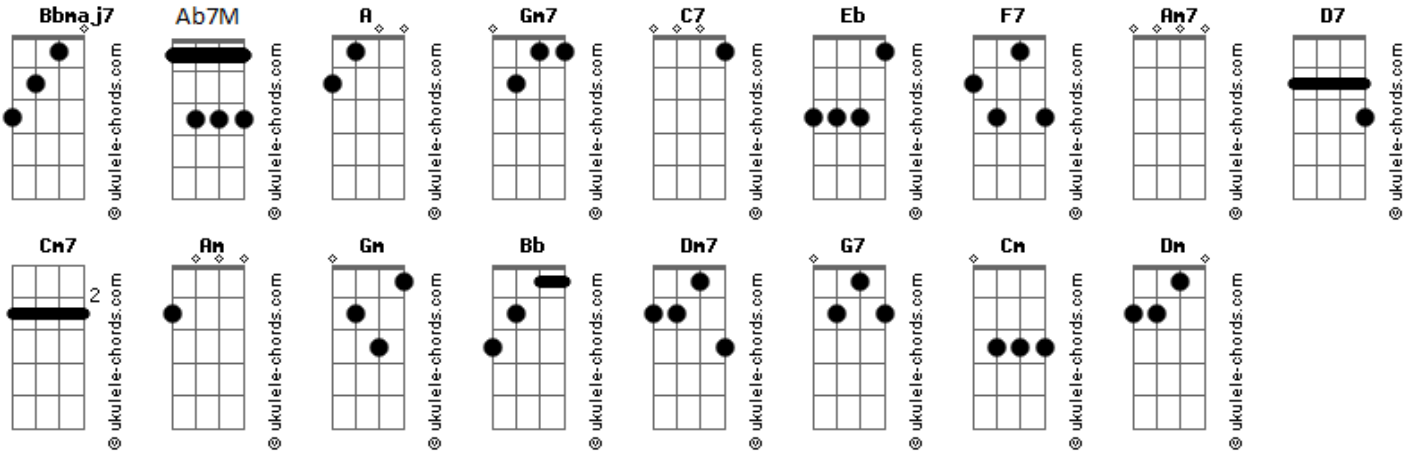 Bbmaj7 Ab7M A Gm7 C7 Eb F7 Am7 D7
© ukulele-chords.com © ukulele-chords.com © ukulele-chords.com © ukulele-chords.com © ukulele-chords.com © ukulele-chords.com © ukulele-chords.com © ukulele-chords.com © ukulele-chords.com
Cm7 Am Gm Bb Dm7 G7 Cm Dm
2
© ukulele-chords.com © ukulele-chords.com © ukulele-chords.com © ukulele-chords.com © ukulele-chords.com © ukulele-chords.com © ukulele-chords.com © ukulele-chords.com